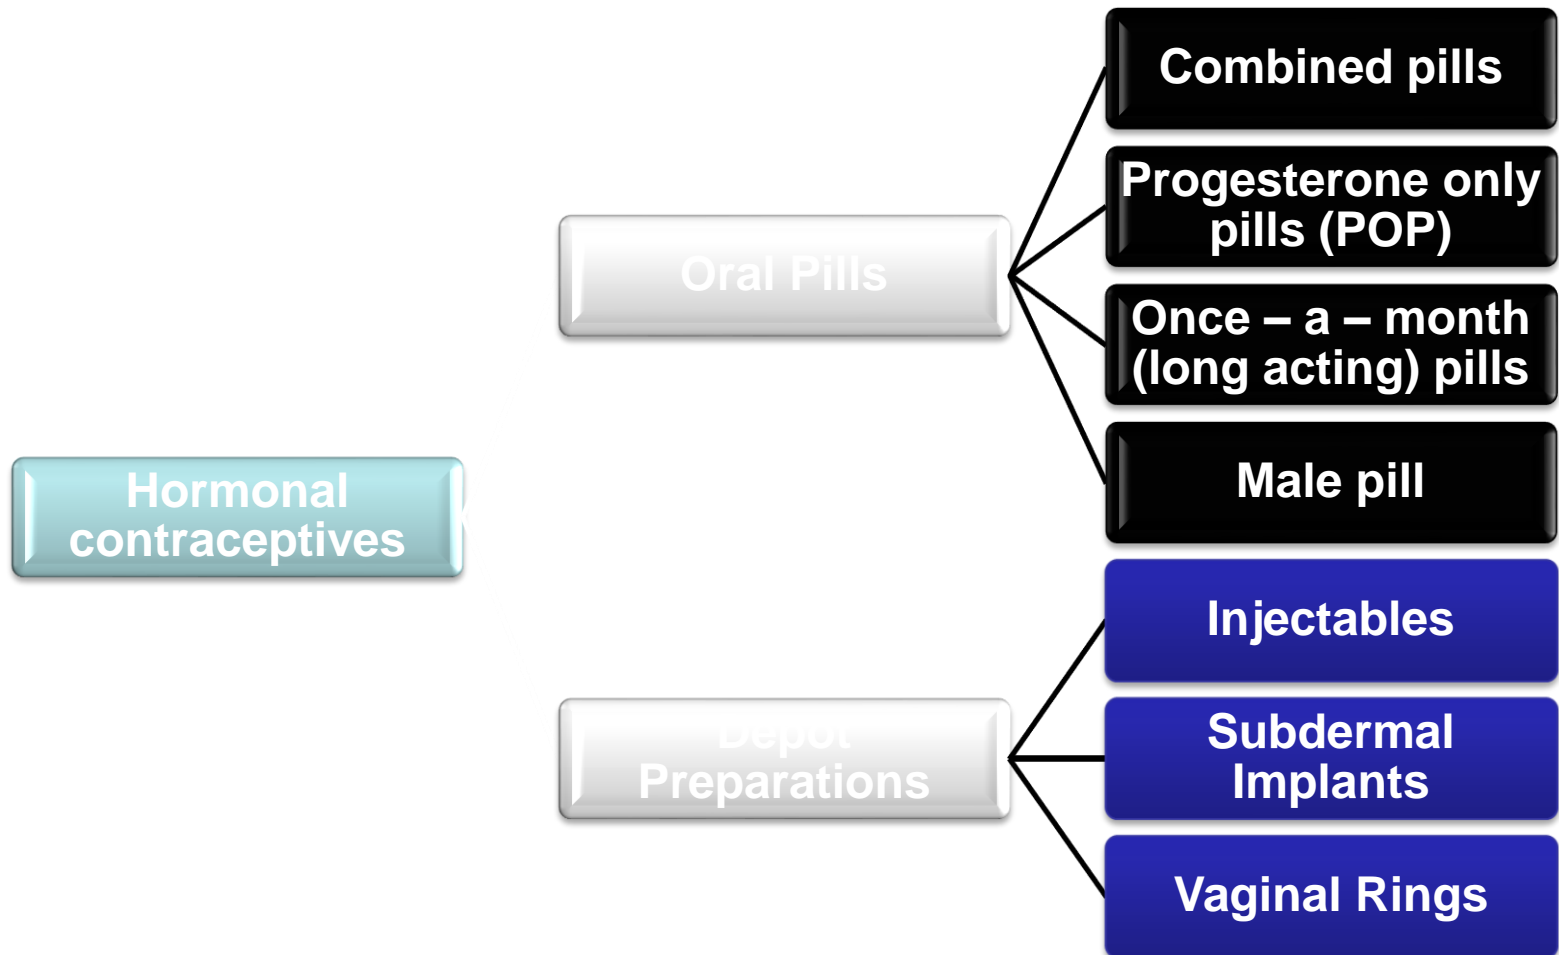 Combined pills
Progesterone only
pills (POP)
Oral Pills
Once – a – month
(long acting) pills
Hormonal
contraceptives
Male pill
Injectables
Depot
Preparations
Subdermal
Implants
Vaginal Rings